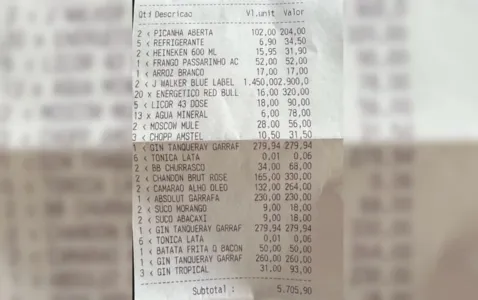 Qti Descricao Vl.unit Valor
2 < PICANHA ABERTA 102,00 204,00
5 < REFRIGERANTE 6,90 34,50
2 < HEINEKEN 600 ML 15,95 31,90
1 < FRANGO PASSARINHO AC 52,00 52,00
1 < ARROZ BRANCO 17,00 17,00
2 < J WALKER BLUE LABEL 1.450,00 2.900,0
20 x ENERGETICO RED BULL 16,00 320,00
5 < LICOR 43 DOSE 18,00 90,00
13 x AGUA MINERAL 6,00 78,00
2 < MOSCOW MULE 28,00 56,00
3 < CHOPP AMSTEL 10,50 31,50
1 < GIN TANQUERAY GARRAF 279,94 279,94
6 < TONICA LATA 0,01 0,06
2 < BB CHURRASCO 34,00 68,00
2 < CHANDON BRUT ROSE 165,00 330,00
2 < CAMARAO ALHO OLEO 132,00 264,00
1 < ABSOLUT GARRAFA 230,00 230,00
2 < SUCO MORANGO 9,00 18,00
2 < SUCO ABACAXI 9,00 18,00
1 < GIN TANQUERAY GARRAF 279,94 279,94
6 < TONICA LATA 0,01 0,06
1 < BATATA FRITA Q BACON 50,00 50,00
1 < GIN TANQUERAY GARRAF 260,00 260,00
3 < GIN TROPICAL 31,00 93,00
Subtotal : 5.705,90